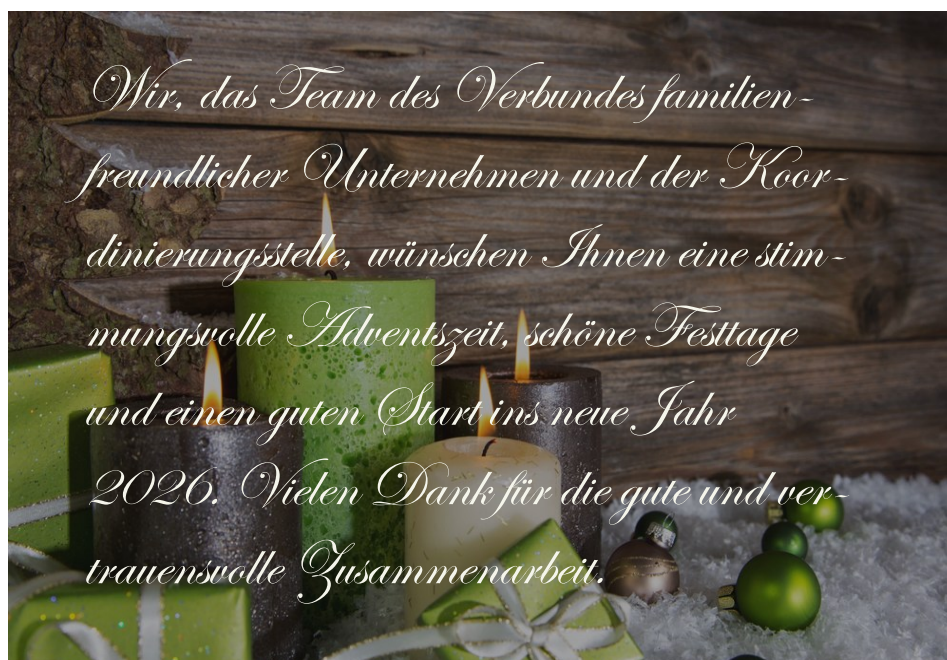 Wir, das Team des Verbundes familien-
freundlicher Unternehmen und der Koor-
dinierungsstelle, wünschen Ihnen eine stim-
mungsvolle Adventszeit, schöne Festtage
und einen guten Start ins neue Jahr
2026. Vielen Dank für die gute und ver-
trauensvolle Zusammenarbeit.